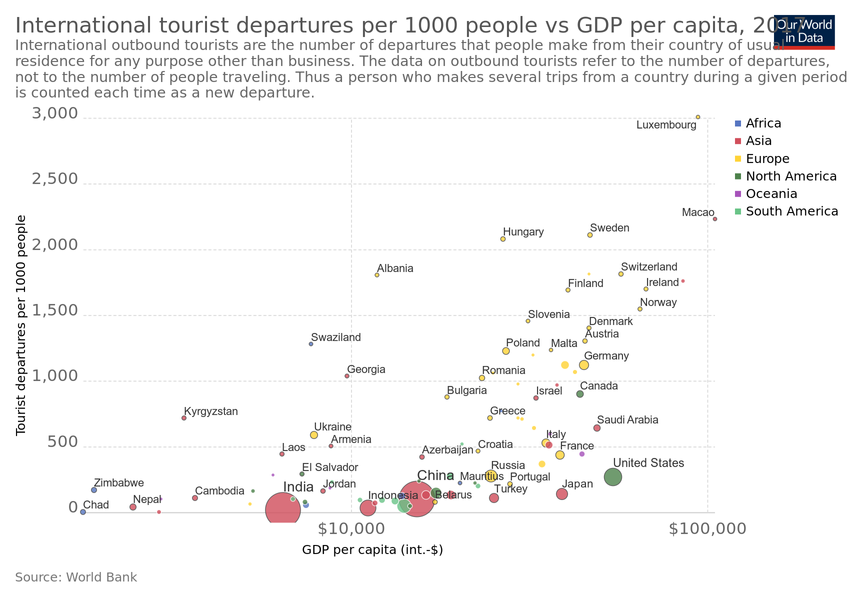 International tourist departures per 1000 people vs GDP per capita, 2017
Our World
in Data
International outbound tourists are the number of departures that people make from their country of usual
residence for any purpose other than business. The data on outbound tourists refer to the number of departures,
not to the number of people traveling. Thus a person who makes several trips from a country during a given period
is counted each time as a new departure.
3,000
Luxembourg
Africa
Asia
Europe
North America
Oceania
South America
2,500
Macao
2,000
Hungary
Sweden
Albania
Switzerland
Finland
Ireland
1,500
Norway
Slovenia
Denmark
Swaziland
Austria
Poland
Malta
Germany
1,000
Georgia
Romania
Bulgaria
Israel
Canada
Kyrgyzstan
Greece
Saudi Arabia
500
Ukraine
Armenia
Italy
Laos
Azerbaijan
Croatia
France
El Salvador
Russia
United States
Zimbabwe
India
Jordan
China
Mauritius
Portugal
Japan
Cambodia
Nepal
Indonesia
Belarus
Turkey
Chad
0
$10,000
$100,000
Tourist departures per 1000 people
GDP per capita (int.-$)
Source: World Bank